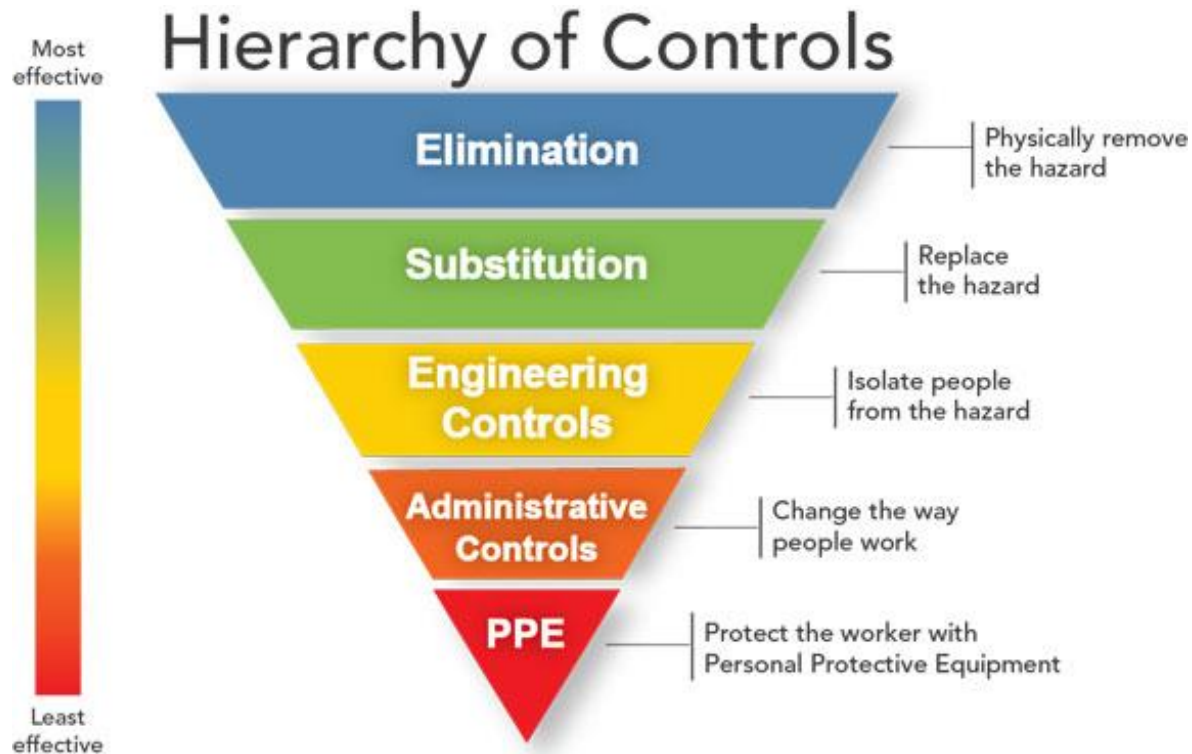 Hierarchy of Controls
Most
effective
Elimination
Physically remove
the hazard
Substitution
Replace
the hazard
Engineering
Controls
Isolate people
from the hazard
Administrative
Controls
Change the way
people work
PPE
Protect the worker with
Personal Protective Equipment
Least
effective